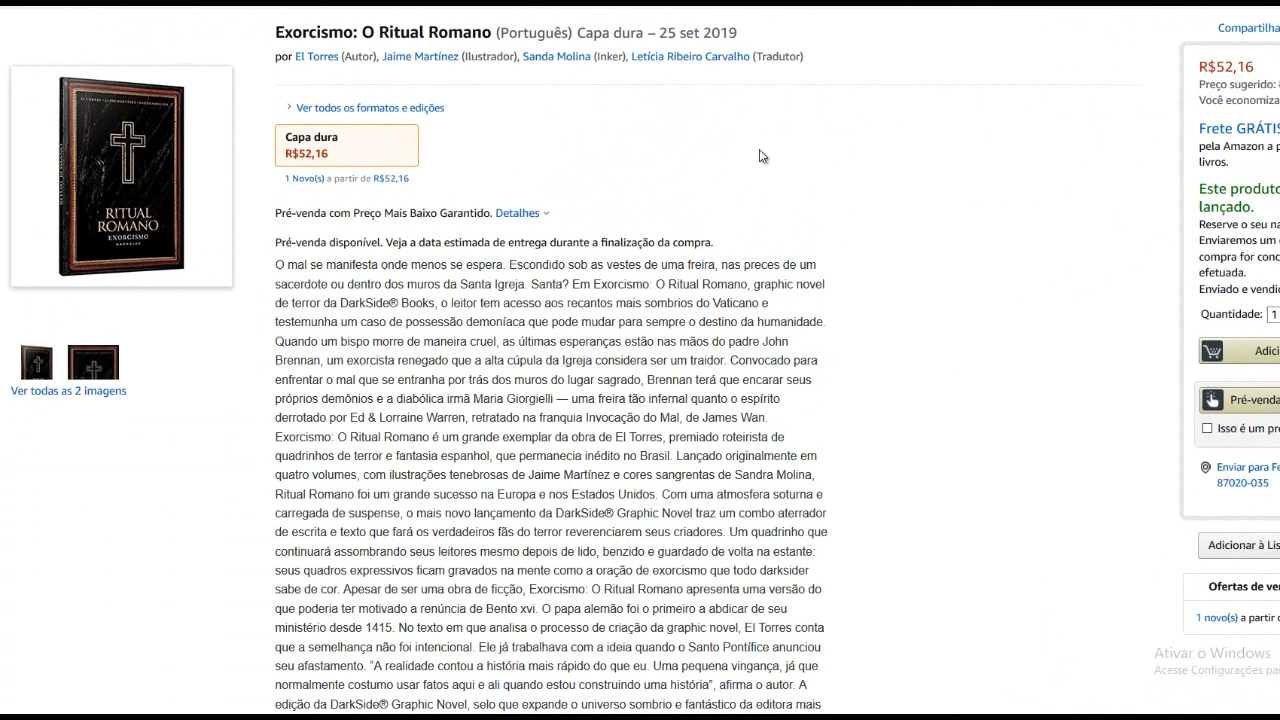 Exorcismo: O Ritual Romano (Português) Capa dura – 25 set 2019
por El Torres (Autor), Jaime Martínez (Ilustrador), Sanda Molina (Inker), Letícia Ribeiro Carvalho (Tradutor)
Ver todos os formatos e edições
Capa dura
R$52,16
1 Novo(s) a partir de R$52,16
Pré-venda com Preço Mais Baixo Garantido. Detalhes
Pré-venda disponível. Veja a data estimada de entrega durante a finalização da compra.
O mal se manifesta onde menos se espera. Escondido sob as vestes de uma freira, nas preces de um
sacerdote ou dentro dos muros da Santa Igreja. Santa? Em Exorcismo: O Ritual Romano, graphic novel
de terror da DarkSide® Books, o leitor tem acesso aos recantos mais sombrios do Vaticano e
testemunha um caso de possessão demoníaca que pode mudar para sempre o destino da humanidade.
Quando um bispo morre de maneira cruel, as últimas esperanças estão nas mãos do padre John
Brennan, um exorcista renegado que a alta cúpula da Igreja considera ser um traidor. Convocado para
enfrentar o mal que se entranha por trás dos muros do lugar sagrado, Brennan terá que encarar seus
próprios demônios e a diabólica irmã Maria Giorgielli — uma freira tão infernal quanto o espírito
derrotado por Ed & Lorraine Warren, retratado na franquia Invocação do Mal, de James Wan.
Exorcismo: O Ritual Romano é um grande exemplar da obra de El Torres, premiado roteirista de
quadrinhos de terror e fantasia espanhol, que permanecia inédito no Brasil. Lançado originalmente em
quatro volumes, com ilustrações tenebrosas de Jaime Martínez e cores sangrentas de Sandra Molina,
Ritual Romano foi um grande sucesso na Europa e nos Estados Unidos. Com uma atmosfera soturna e
carregada de suspense, o mais novo lançamento da DarkSide® Graphic Novel traz um combo aterrador
de escrita e texto que fará os verdadeiros fãs do terror reverenciarem seus criadores. Um quadrinho que
continuará assombrando seus leitores mesmo depois de lido, benzido e guardado de volta na estante:
seus quadros expressivos ficam gravados na mente como a oração de exorcismo que todo darksider
sabe de cor. Apesar de ser uma obra de ficção, Exorcismo: O Ritual Romano apresenta uma versão do
que poderia ter motivado a renúncia de Bento xvi. O papa alemão foi o primeiro a abdicar de seu
ministério desde 1415. No texto em que analisa o processo de criação da graphic novel, El Torres conta
que a semelhança não foi intencional. Ele já trabalhava com a ideia quando o Santo Pontífice anunciou
seu afastamento. “A realidade contou a história mais rápido do que eu. Uma pequena vingança, já que
normalmente costumo usar fatos aqui e ali quando estou construindo uma história”, afirma o autor. A
edição da DarkSide® Graphic Novel, selo que expande o universo sombrio e fantástico da editora mais
RITUAL
ROMANO
EXORCISMO
DARKSIDE
Ver todas as 2 imagens
Compartilha
R$52,16
Preço sugerido:
Você economiza
Frete GRÁTIS
pela Amazon a p
livros.
Este produto
lançado.
Reserve o seu na
Enviaremos um
compra for conc
efetuada.
Enviado e vendi
Quantidade: 1
Adici
Pré-venda
Isso é um pre
Enviar para Fe
87020-035
Adicionar à Lis
Ofertas de ve
1 novo(s) a partir d
Ativar o Windows
Acesse Configurações pa